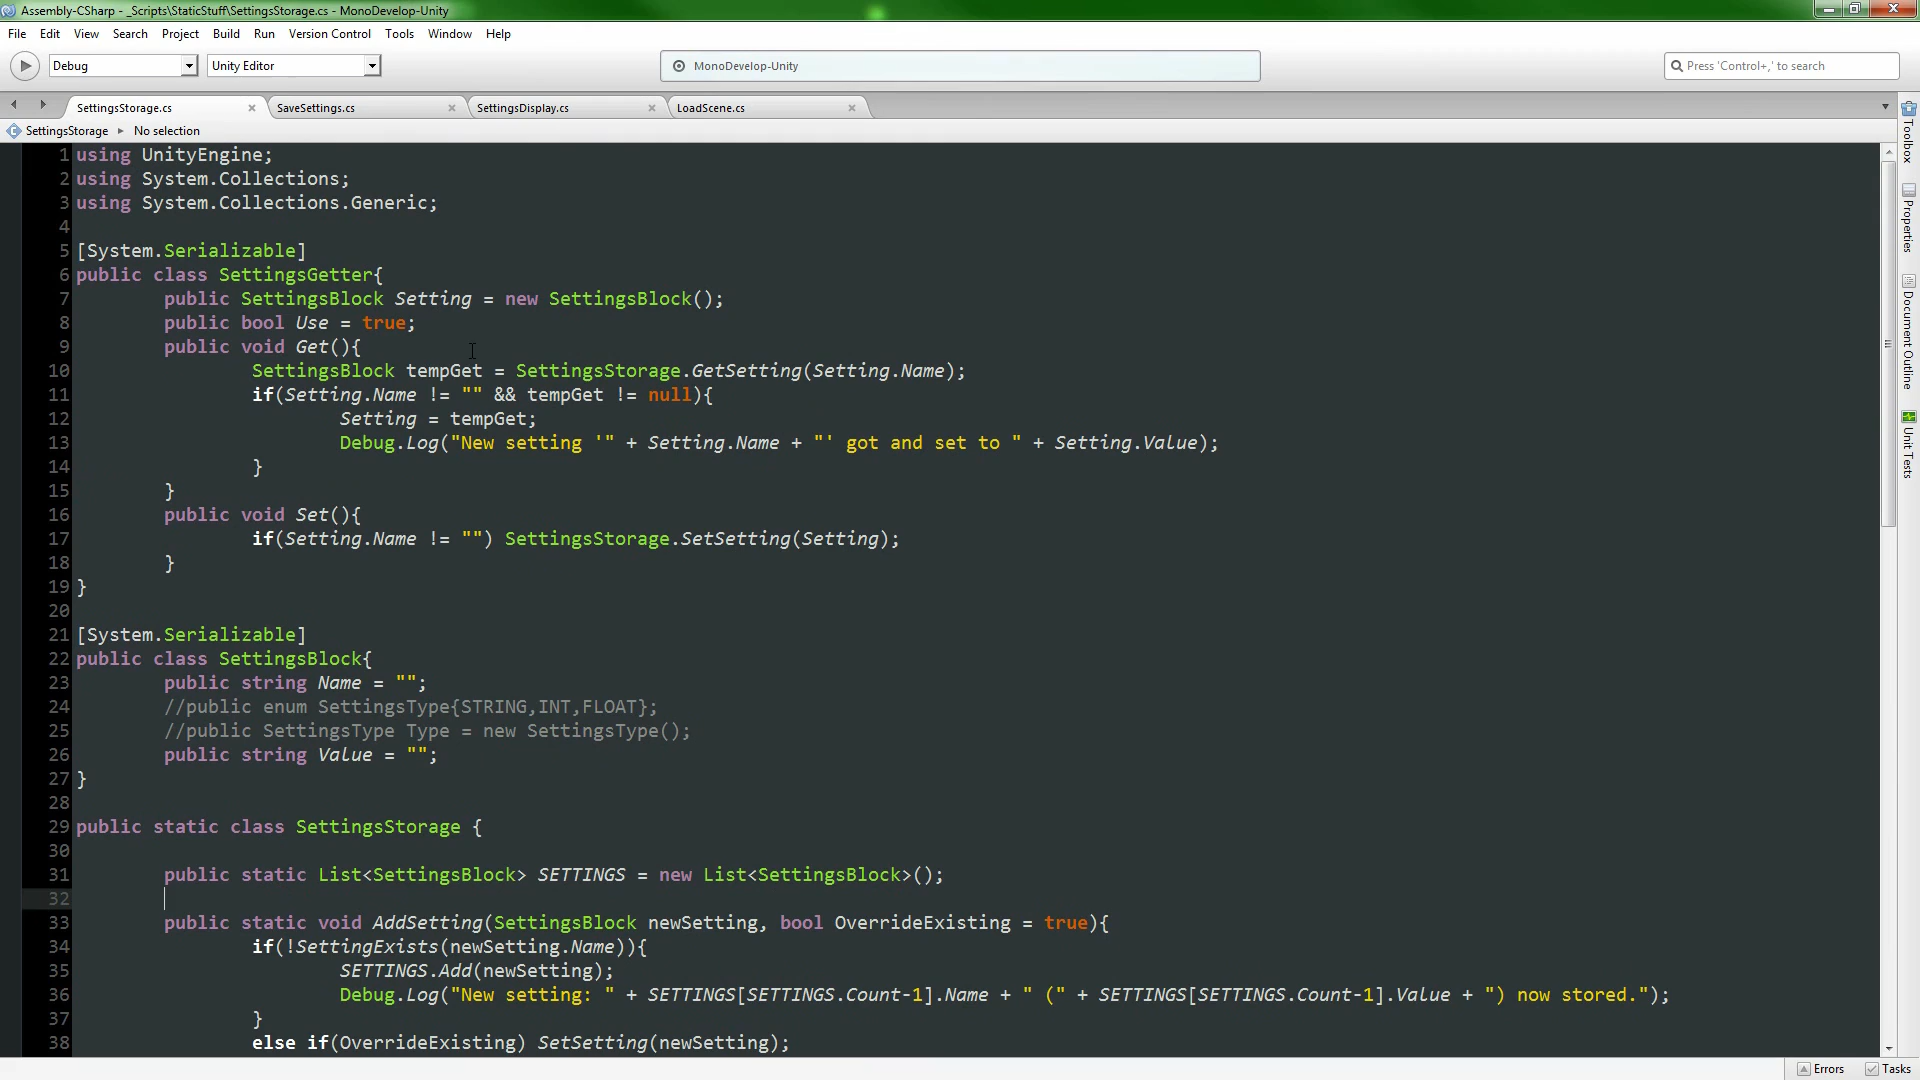 Assembly-CSharp - _Scripts\StaticStuff\SettingsStorage.cs - MonoDevelop-Unity
File Edit View Search Project Build Run Version Control Tools Window Help
Debug Unity Editor MonoDevelop-Unity Press 'Control+,' to search
SettingsStorage.cs SaveSettings.cs SettingsDisplay.cs LoadScene.cs
SettingsStorage No selection
1 using UnityEngine;
2 using System.Collections;
3 using System.Collections.Generic;
4
5 [System.Serializable]
6 public class SettingsGetter{
7 public SettingsBlock Setting = new SettingsBlock();
8 public bool Use = true;
9 public void Get(){
10 SettingsBlock tempGet = SettingsStorage.GetSetting(Setting.Name);
11 if(Setting.Name != "" && tempGet != null){
12 Setting = tempGet;
13 Debug.Log("New setting '" + Setting.Name + "' got and set to " + Setting.Value);
14 }
15 }
16 public void Set(){
17 if(Setting.Name != "") SettingsStorage.SetSetting(Setting);
18 }
19 }
20
21 [System.Serializable]
22 public class SettingsBlock{
23 public string Name = "";
24 //public enum SettingsType{STRING,INT,FLOAT};
25 //public SettingsType Type = new SettingsType();
26 public string Value = "";
27 }
28
29 public static class SettingsStorage {
30
31 public static List<SettingsBlock> SETTINGS = new List<SettingsBlock>();
32
33 public static void AddSetting(SettingsBlock newSetting, bool OverrideExisting = true){
34 if(!SettingExists(newSetting.Name)){
35 SETTINGS.Add(newSetting);
36 Debug.Log("New setting: " + SETTINGS[SETTINGS.Count-1].Name + " (" + SETTINGS[SETTINGS.Count-1].Value + ") now stored.");
37 }
38 else if(OverrideExisting) SetSetting(newSetting);
Toolbox
Properties
Document Outline
Unit Tests
Errors Tasks